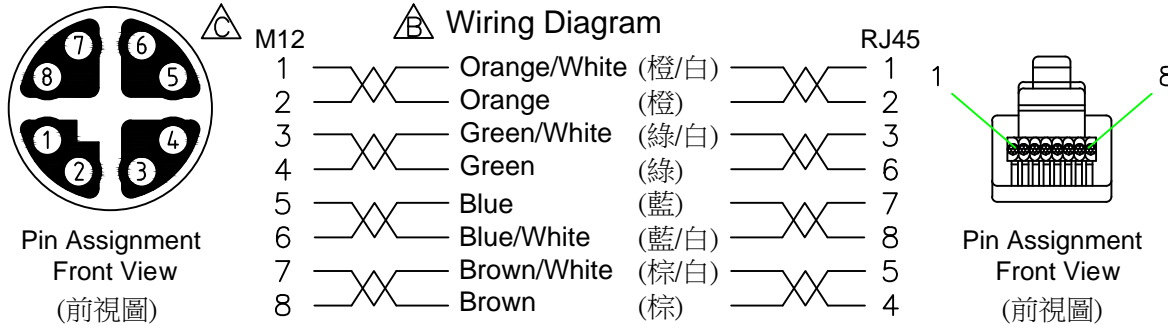 C M12 B Wiring Diagram RJ45
1 Orange/White (橙/白) 1
2 Orange (橙) 2
3 Green/White (綠/白) 3
4 Green (綠) 6
5 Blue (藍) 7
6 Blue/White (藍/白) 8
7 Brown/White (棕/白) 5
8 Brown (棕) 4
7 6
8 5
1 4
2 3
Pin Assignment
Front View
(前視圖)
1 8
Pin Assignment
Front View
(前視圖)